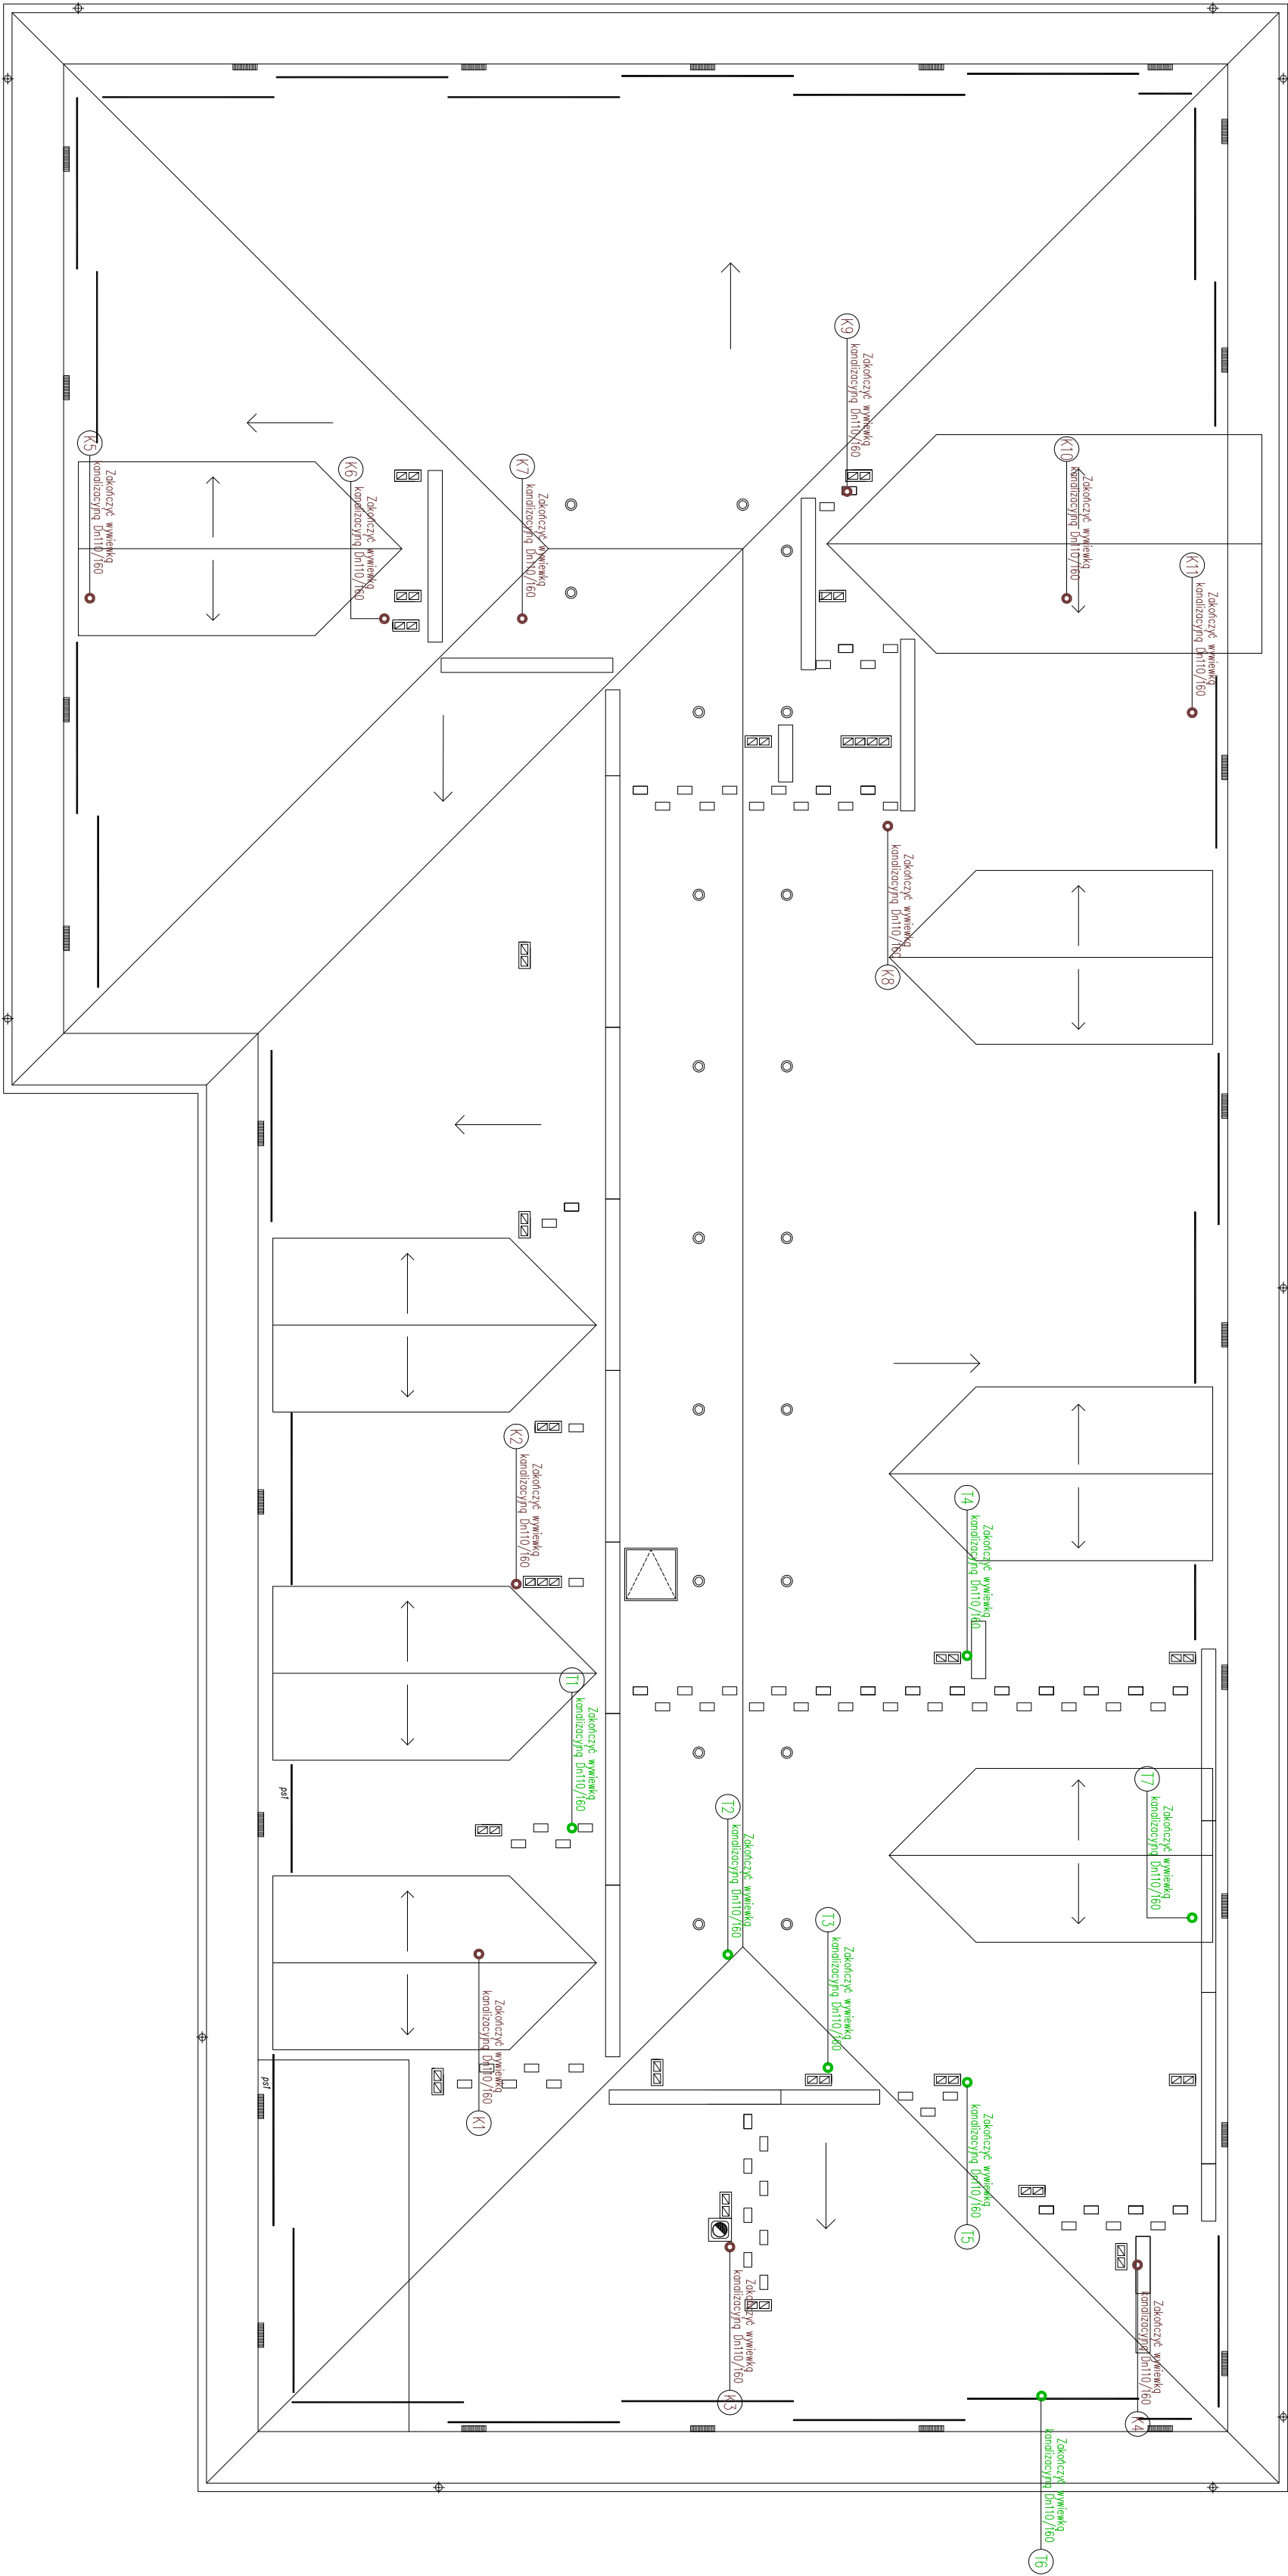 K9
Zakończyć wywiewką
kanalizacyjną Dn110/160
K5
Zakończyć wywiewką
kanalizacyjną Dn110/160
K6
Zakończyć wywiewką
kanalizacyjną Dn110/160
K7
Zakończyć wywiewką
kanalizacyjną Dn110/160
K10
Zakończyć wywiewką
kanalizacyjną Dn110/160
K11
Zakończyć wywiewką
kanalizacyjną Dn110/160
Zakończyć wywiewką
kanalizacyjną Dn110/160
K8
K2
Zakończyć wywiewką
kanalizacyjną Dn110/160
T4
Zakończyć wywiewką
kanalizacyjną Dn110/160
T1
Zakończyć wywiewką
kanalizacyjną Dn110/160
ps1
T2
Zakończyć wywiewką
kanalizacyjną Dn110/160
T7
Zakończyć wywiewką
kanalizacyjną Dn110/160
T3
Zakończyć wywiewką
kanalizacyjną Dn110/160
Zakończyć wywiewką
kanalizacyjną Dn110/160
K1
ps1
Zakończyć wywiewką
kanalizacyjną Dn110/160
T5
Zakończyć wywiewką
kanalizacyjną Dn110/160
K3
Zakończyć wywiewką
kanalizacyjną Dn110/160
K4
Zakończyć wywiewką
kanalizacyjną Dn110/160
T6